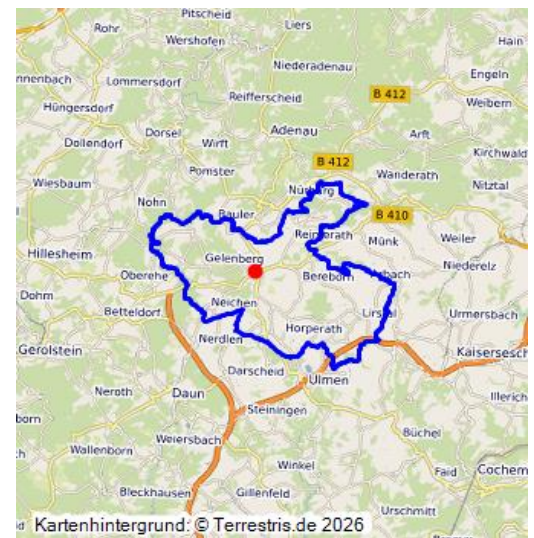 Pitscheid
Rohr
Liers
Wershofen
Hain
Niederadenau
nnenbach
Lommersdorf
Engeln
Reifferscheid
B 412
Weibern
Hüngersdorf
Dorsel
Adenau
Arft
Dollendorf
Wirft
B 412
Kirchwald
Pomster
Wanderath
Wiesbaum
Nürburg
Nitztal
Nohn
Bauler
B 410
Reimerath
Münk
Weiler
Hillesheim
Gelenberg
Niederelz
Oberehe
Bereborn
Dohm
Neichen
Betteldorf
Urmersbach
Horperath
Nerdlen
Gerolstein
Kaisersesch
Darscheid
Ulmen
Neroth
Daun
Illerich
born
Steiningen
Weiersbach
Büchel
Wallenborn
Winkel
Faid
Cochem
Bleckhausen
Gillenfeld
Urschmitt
Kartenhintergrund: © Terrestris.de 2026